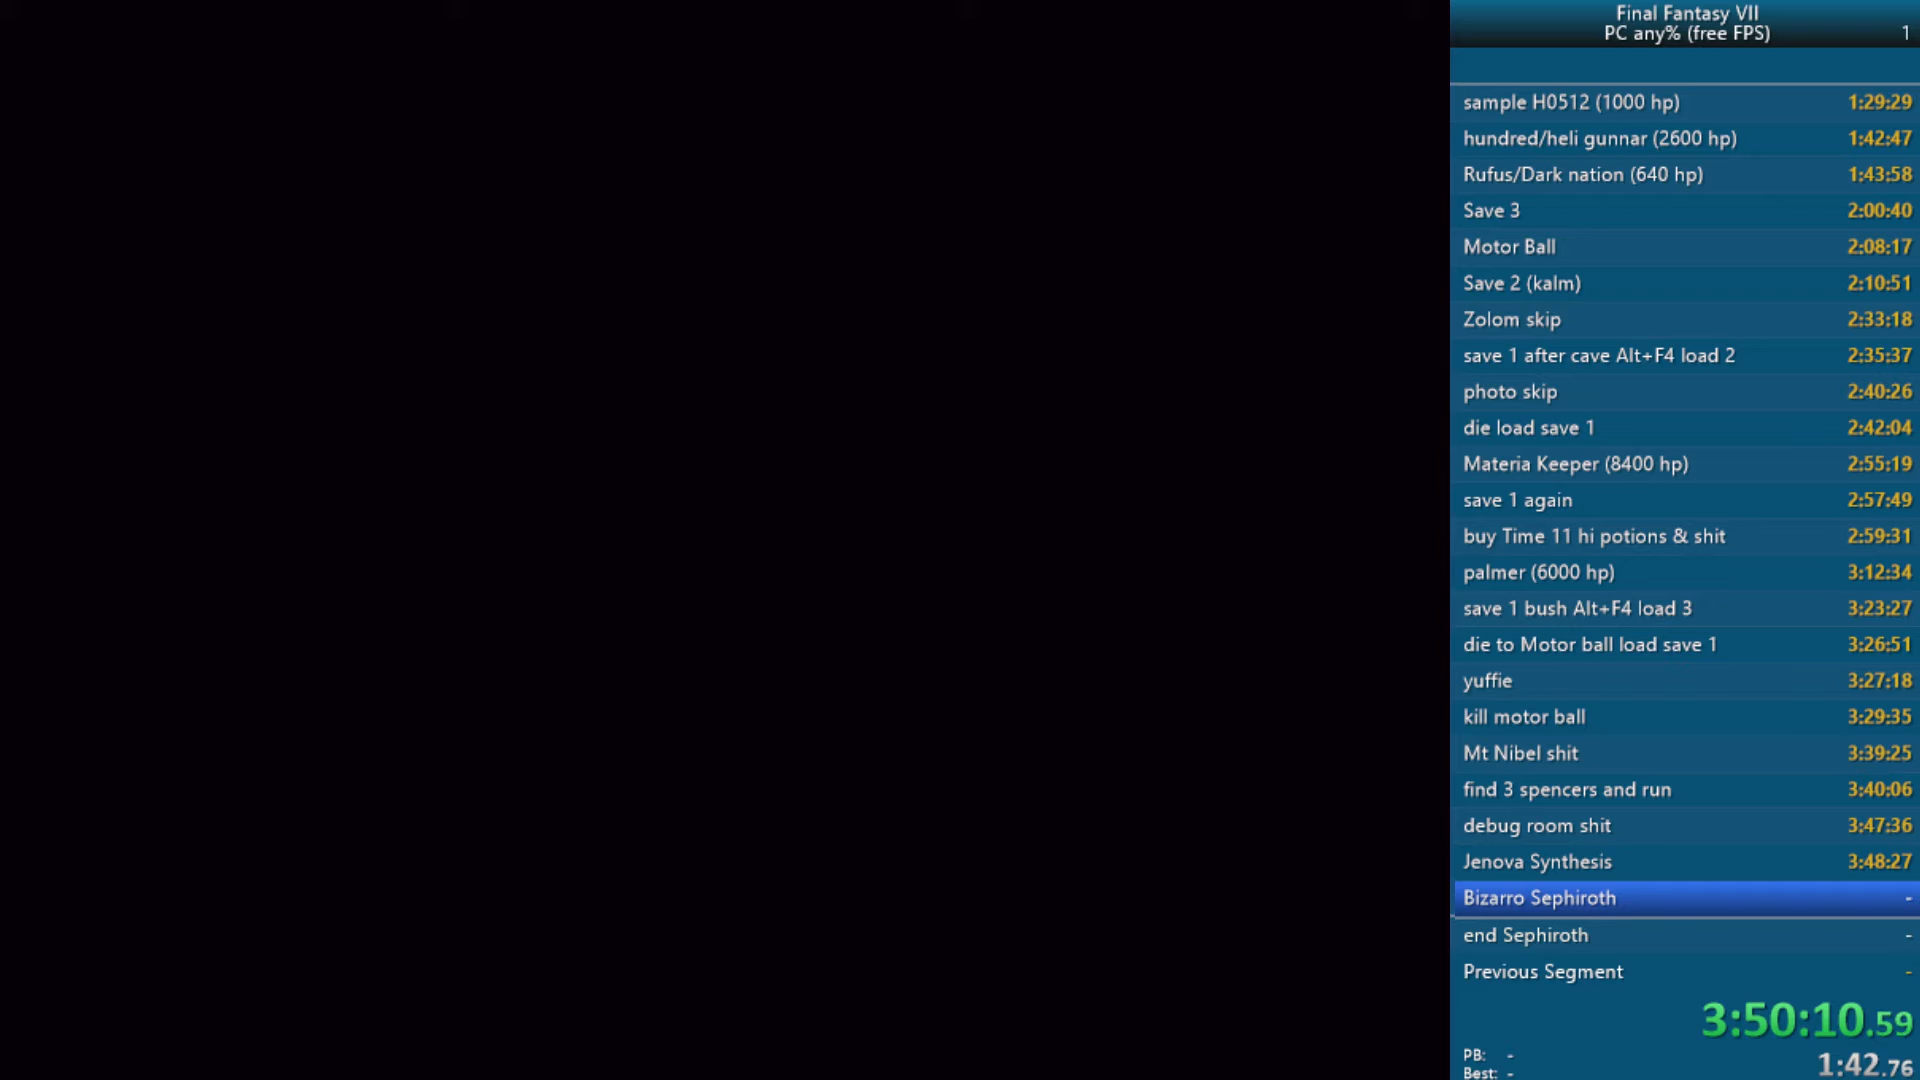 Final Fantasy VII
PC any% (free FPS) 1
sample H0512 (1000 hp) 1:29:29
hundred/heli gunnar (2600 hp) 1:42:47
Rufus/Dark nation (640 hp) 1:43:58
Save 3 2:00:40
Motor Ball 2:08:17
Save 2 (kalm) 2:10:51
Zolom skip 2:33:18
save 1 after cave Alt+F4 load 2 2:35:37
photo skip 2:40:26
die load save 1 2:42:04
Materia Keeper (8400 hp) 2:55:19
save 1 again 2:57:49
buy Time 11 hi potions & shit 2:59:31
palmer (6000 hp) 3:12:34
save 1 bush Alt+F4 load 3 3:23:27
die to Motor ball load save 1 3:26:51
yuffie 3:27:18
kill motor ball 3:29:35
Mt Nibel shit 3:39:25
find 3 spencers and run 3:40:06
debug room shit 3:47:36
Jenova Synthesis 3:48:27
Bizarro Sephiroth -
end Sephiroth -
Previous Segment -
3:50:10.59
PB: -
Best: - 1:42.76